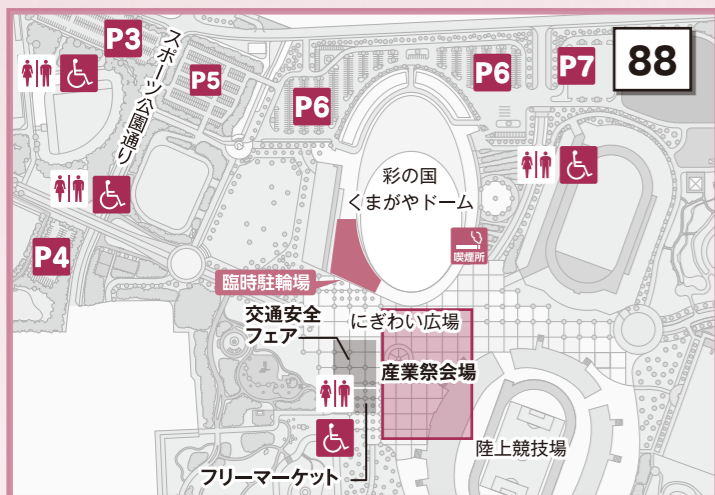 P3
スポーツ公園通り
P5
P6
P6
P7
88
彩の国
くまがやドーム
喫煙所
P4
臨時駐輪場
交通安全
フェア
にぎわい広場
産業祭会場
陸上競技場
フリーマーケット